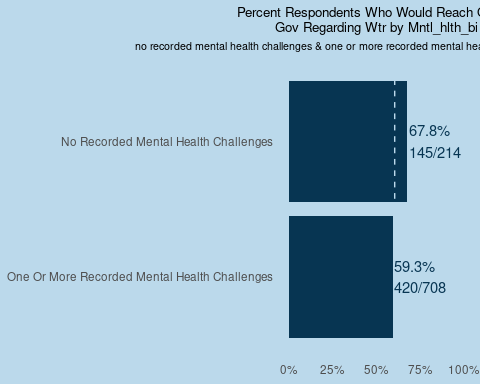 Percent Respondents Who Would Reach
Gov Regarding Wtr by Mntl_hlth_bi
no recorded mental health challenges & one or more recorded mental
No Recorded Mental Health Challenges
67.8%
145/214
One Or More Recorded Mental Health Challenges
59.3%
420/708
0% 25% 50% 75% 100%